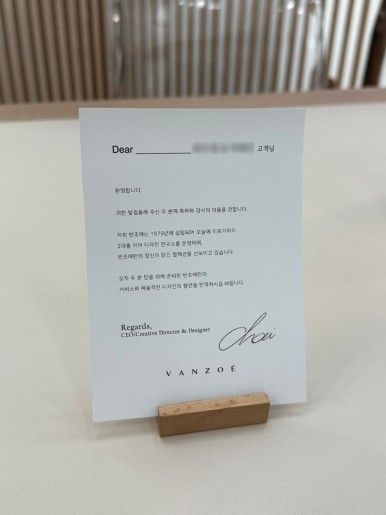 Dear 고객님
환영합니다.
귀한 발걸음해 주신 두 분께 축하와 감사의 마음을 전합니다.
저희 반조에는 1979년에 설립되어 오늘에 이르기까지
2대를 이어 디자인 연구소를 운영하며,
반조에만의 정신이 담긴 컬렉션을 선보이고 있습니다.
오직 두 분 만을 위해 준비된 반조에만의
서비스와 예술적인 디자인의 향연을 만끽하시길 바랍니다.
Regards,
CEO/Creative Director & Designer
Choi
VANZOÉ